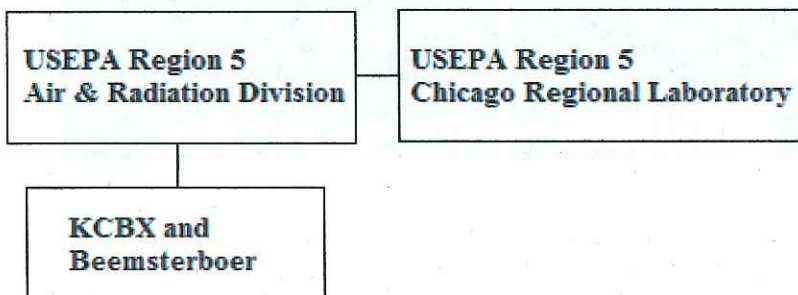 USEPA Region 5
Air & Radiation Division
USEPA Region 5
Chicago Regional Laboratory
KCBX and
Beemsterboer